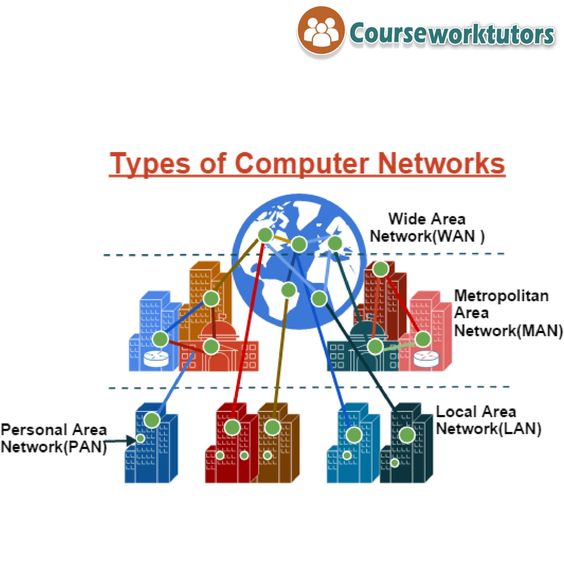 Courseworktutors
Types of Computer Networks
Wide Area
Network(WAN )
Metropolitan
Area
Network(MAN)
Personal Area
Network(PAN)
Local Area
Network(LAN)